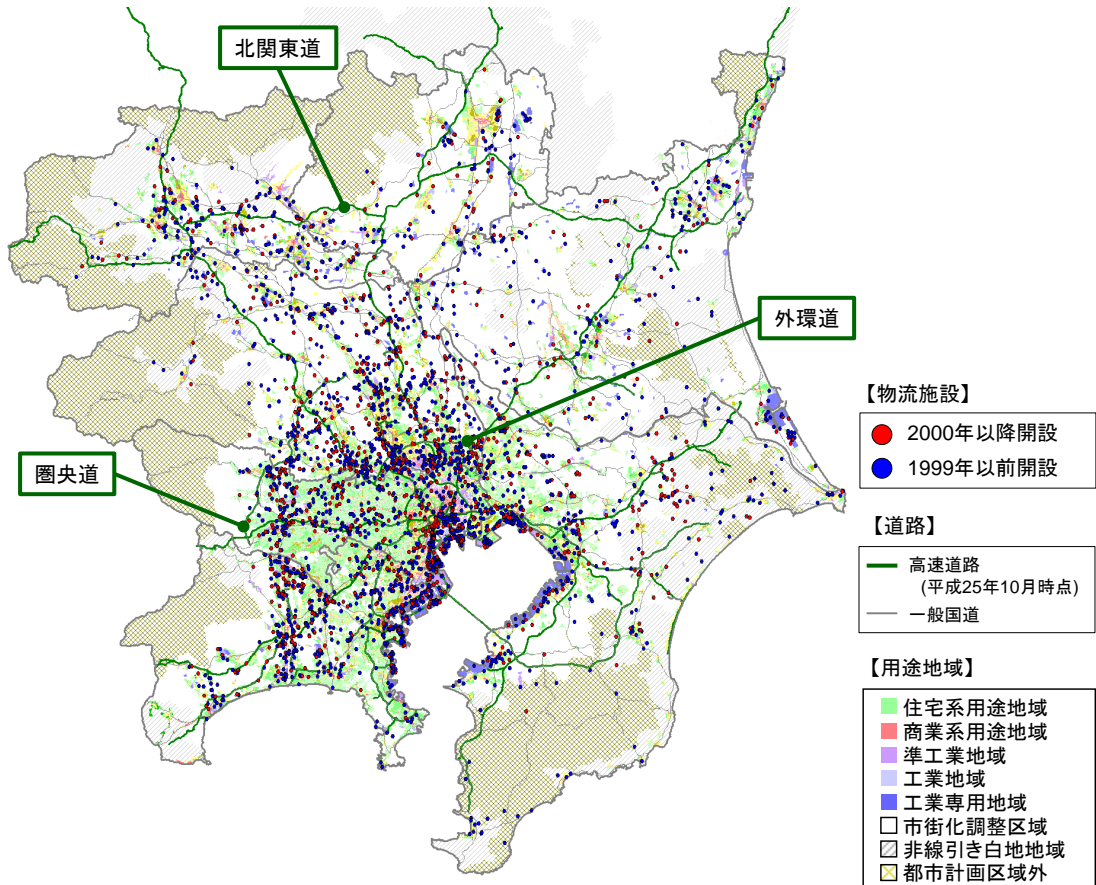 北関東道
外環道
圏央道
【物流施設】
2000年以降開設
1999年以前開設
【道路】
高速道路
(平成25年10月時点)
一般国道
【用途地域】
住宅系用途地域
商業系用途地域
準工業地域
工業地域
工業専用地域
市街化調整区域
非線引き白地地域
都市計画区域外